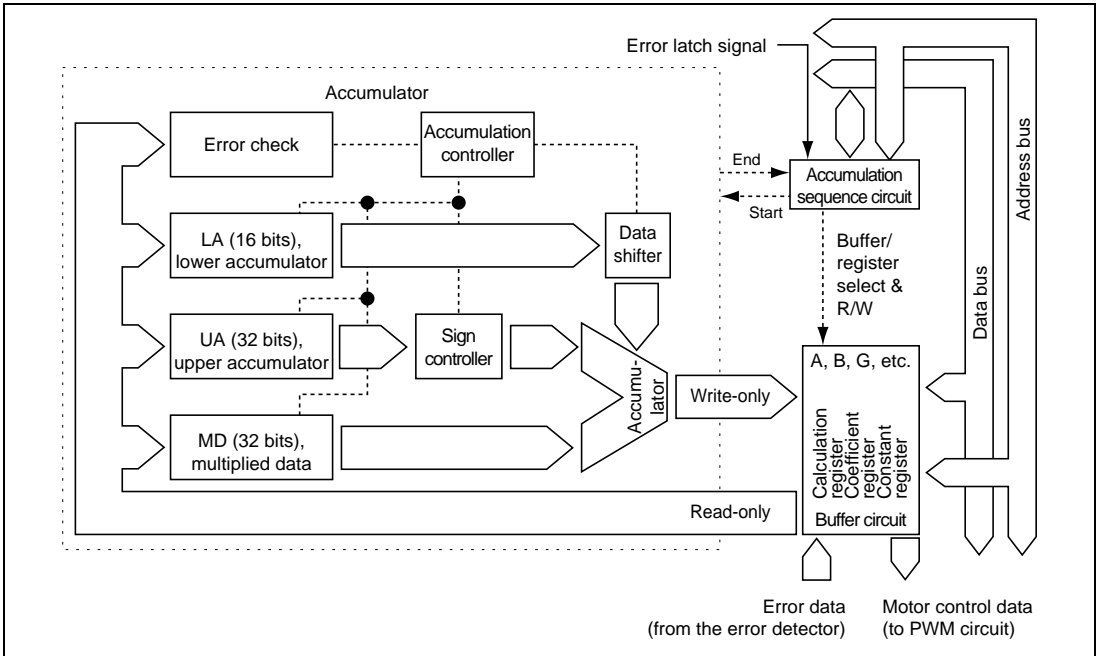 Error latch signal
Accumulator
Error check
Accumulation
controller
End
Start
Accumulation
sequence circuit
Address bus
Data bus
LA (16 bits),
lower accumulator
Data
shifter
Buffer/
register
select &
R/W
UA (32 bits),
upper accumulator
Sign
controller
Accumu-
lator
Write-only
A, B, G, etc.
Calculation
register
Coefficient
register
Constant
register
Buffer circuit
MD (32 bits),
multiplied data
Read-only
Error data
(from the error detector)
Motor control data
(to PWM circuit)